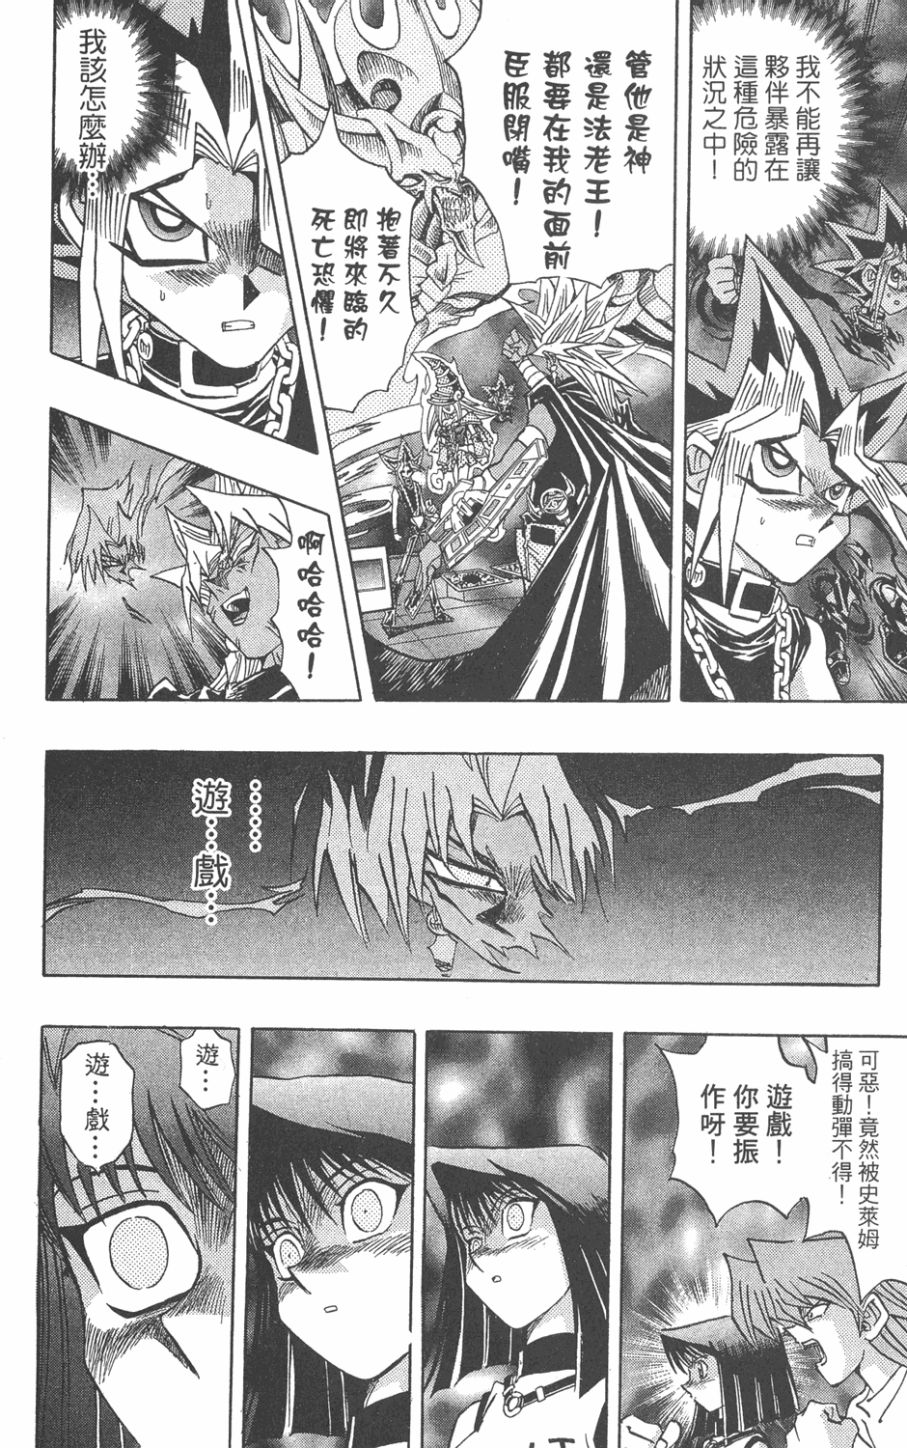 我不能再讓
夥伴暴露在
這種危險的
狀況之中！
管他是神
還是法老王！
都要在我的面前
臣服閉嘴！
抱著不久
即將來臨的
死亡恐懼！
我該怎麼辦…
啊哈哈哈！
……
遊…戲…
可惡！竟然被史萊姆
搞得動彈不得！
遊戲！
你要振
作呀！
遊…
遊…戲…